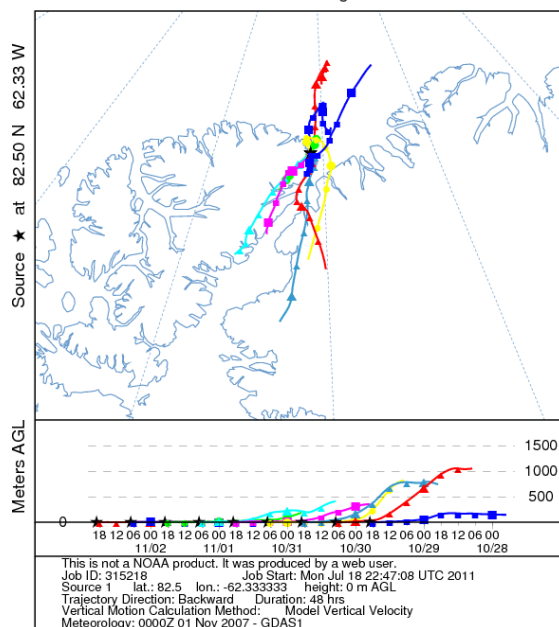 Source ★ at 82.50 N 62.33 W
Meters AGL
1500
1000
500
0
18 12 06 00 18 12 06 00 18 12 06 00 18 12 06 00 18 12 06 00 18 12 06 00
11/02 11/01 10/31 10/30 10/29 10/28
This is not a NOAA product. It was produced by a web user.
Job ID: 315218 Job Start: Mon Jul 18 22:47:08 UTC 2011
Source 1 lat.: 82.5 lon.: -62.333333 height: 0 m AGL
Trajectory Direction: Backward Duration: 48 hrs
Vertical Motion Calculation Method: Model Vertical Velocity
Meteorology: 0000Z 01 Nov 2007 - GDAS1